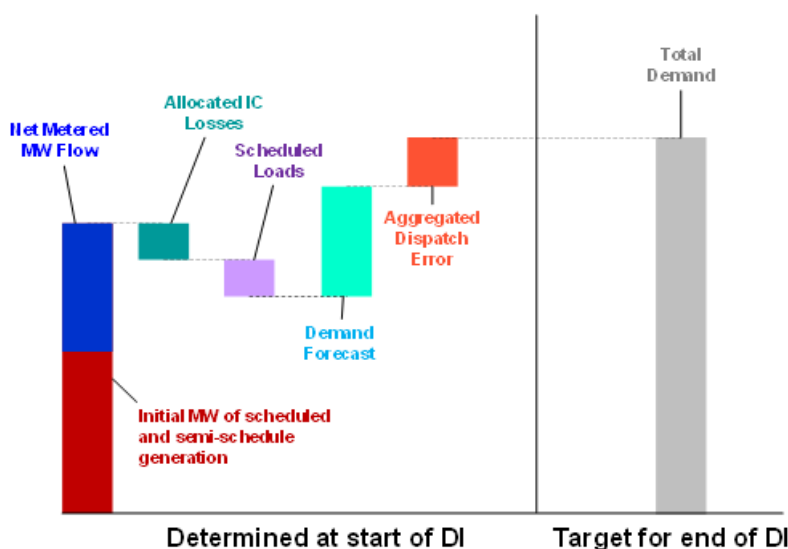 Total
Demand
Allocated IC
Losses
Net Metered
MW Flow
Scheduled
Loads
Aggregated
Dispatch
Error
Demand
Forecast
Initial MW of scheduled
and semi-schedule
generation
Determined at start of DI
Target for end of DI